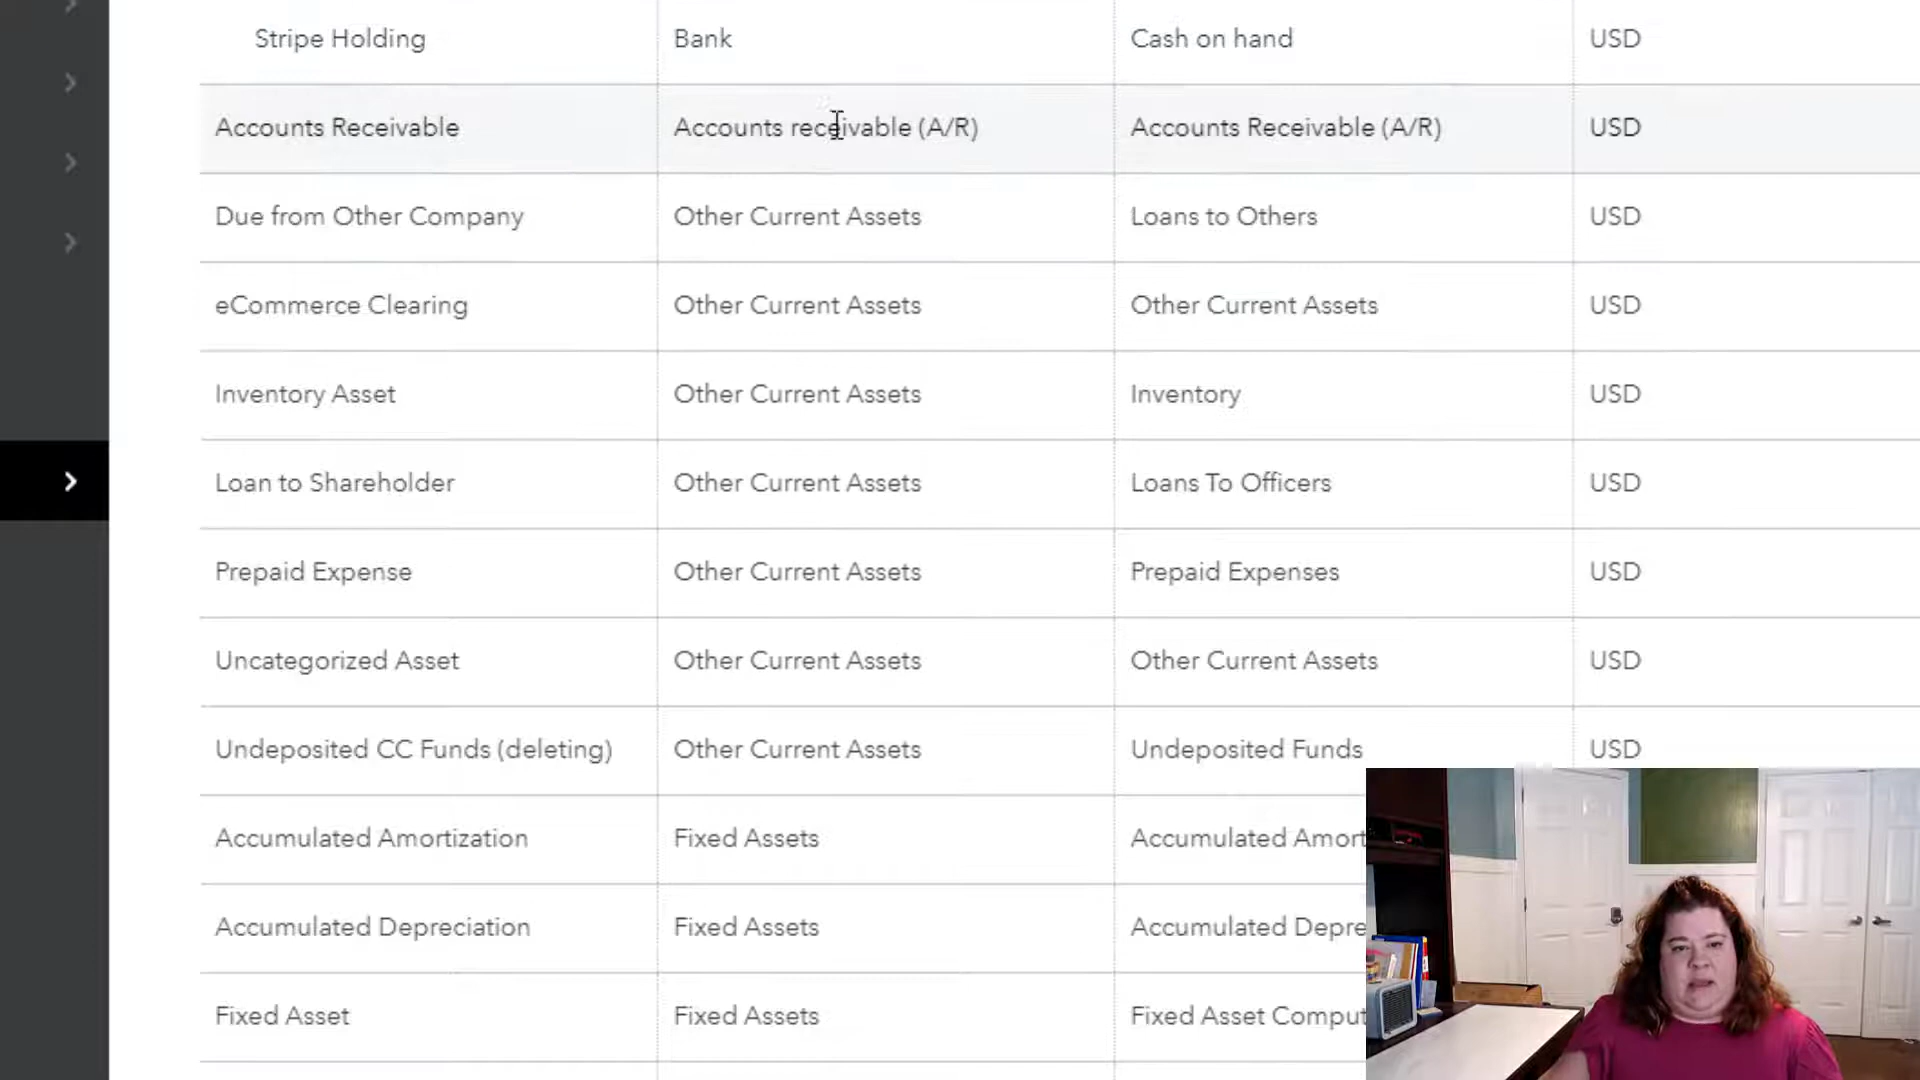 Stripe Holding Bank Cash on hand USD
Accounts Receivable Accounts receivable (A/R) Accounts Receivable (A/R) USD
Due from Other Company Other Current Assets Loans to Others USD
eCommerce Clearing Other Current Assets Other Current Assets USD
Inventory Asset Other Current Assets Inventory USD
Loan to Shareholder Other Current Assets Loans To Officers USD
Prepaid Expense Other Current Assets Prepaid Expenses USD
Uncategorized Asset Other Current Assets Other Current Assets USD
Undeposited CC Funds (deleting) Other Current Assets Undeposited Funds USD
Accumulated Amortization Fixed Assets Accumulated Amort
Accumulated Depreciation Fixed Assets Accumulated Depre
Fixed Asset Fixed Assets Fixed Asset Comput